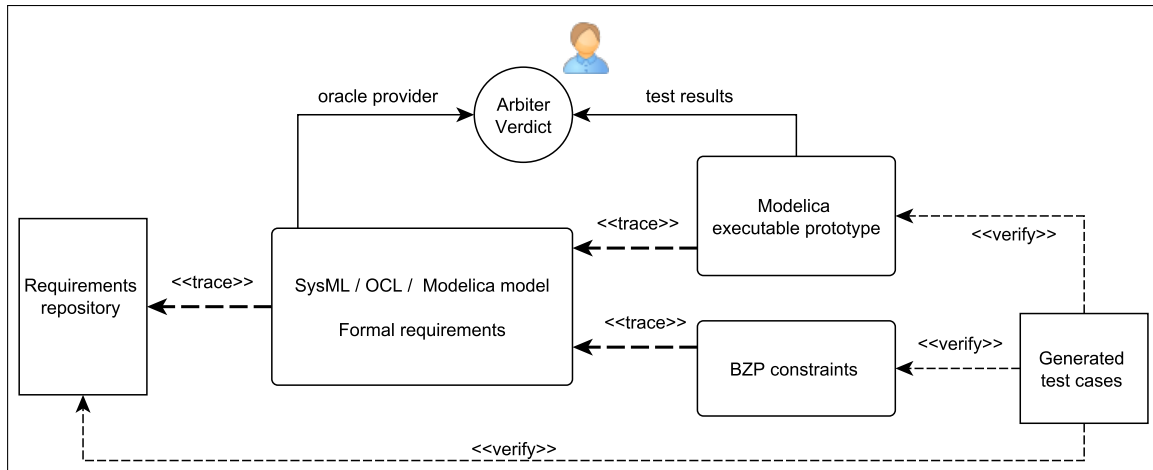 oracle provider
test results
Arbiter
Verdict
Modelica
executable prototype
<<trace>>
<<verify>>
Requirements
repository
<<trace>>
SysML / OCL /  Modelica model
Formal requirements
<<trace>>
BZP constraints
<<verify>>
Generated
test cases
<<verify>>